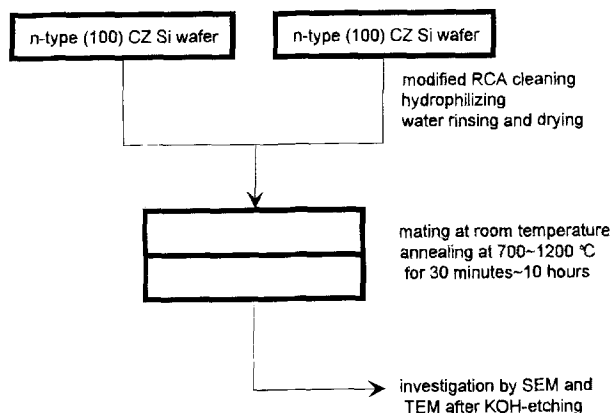 n-type (100) CZ Si wafer
n-type (100) CZ Si wafer
modified RCA cleaning
hydrophilizing
water rinsing and drying
mating at room temperature
annealing at 700~1200 ℃
for 30 minutes~10 hours
investigation by SEM and
TEM after KOH-etching